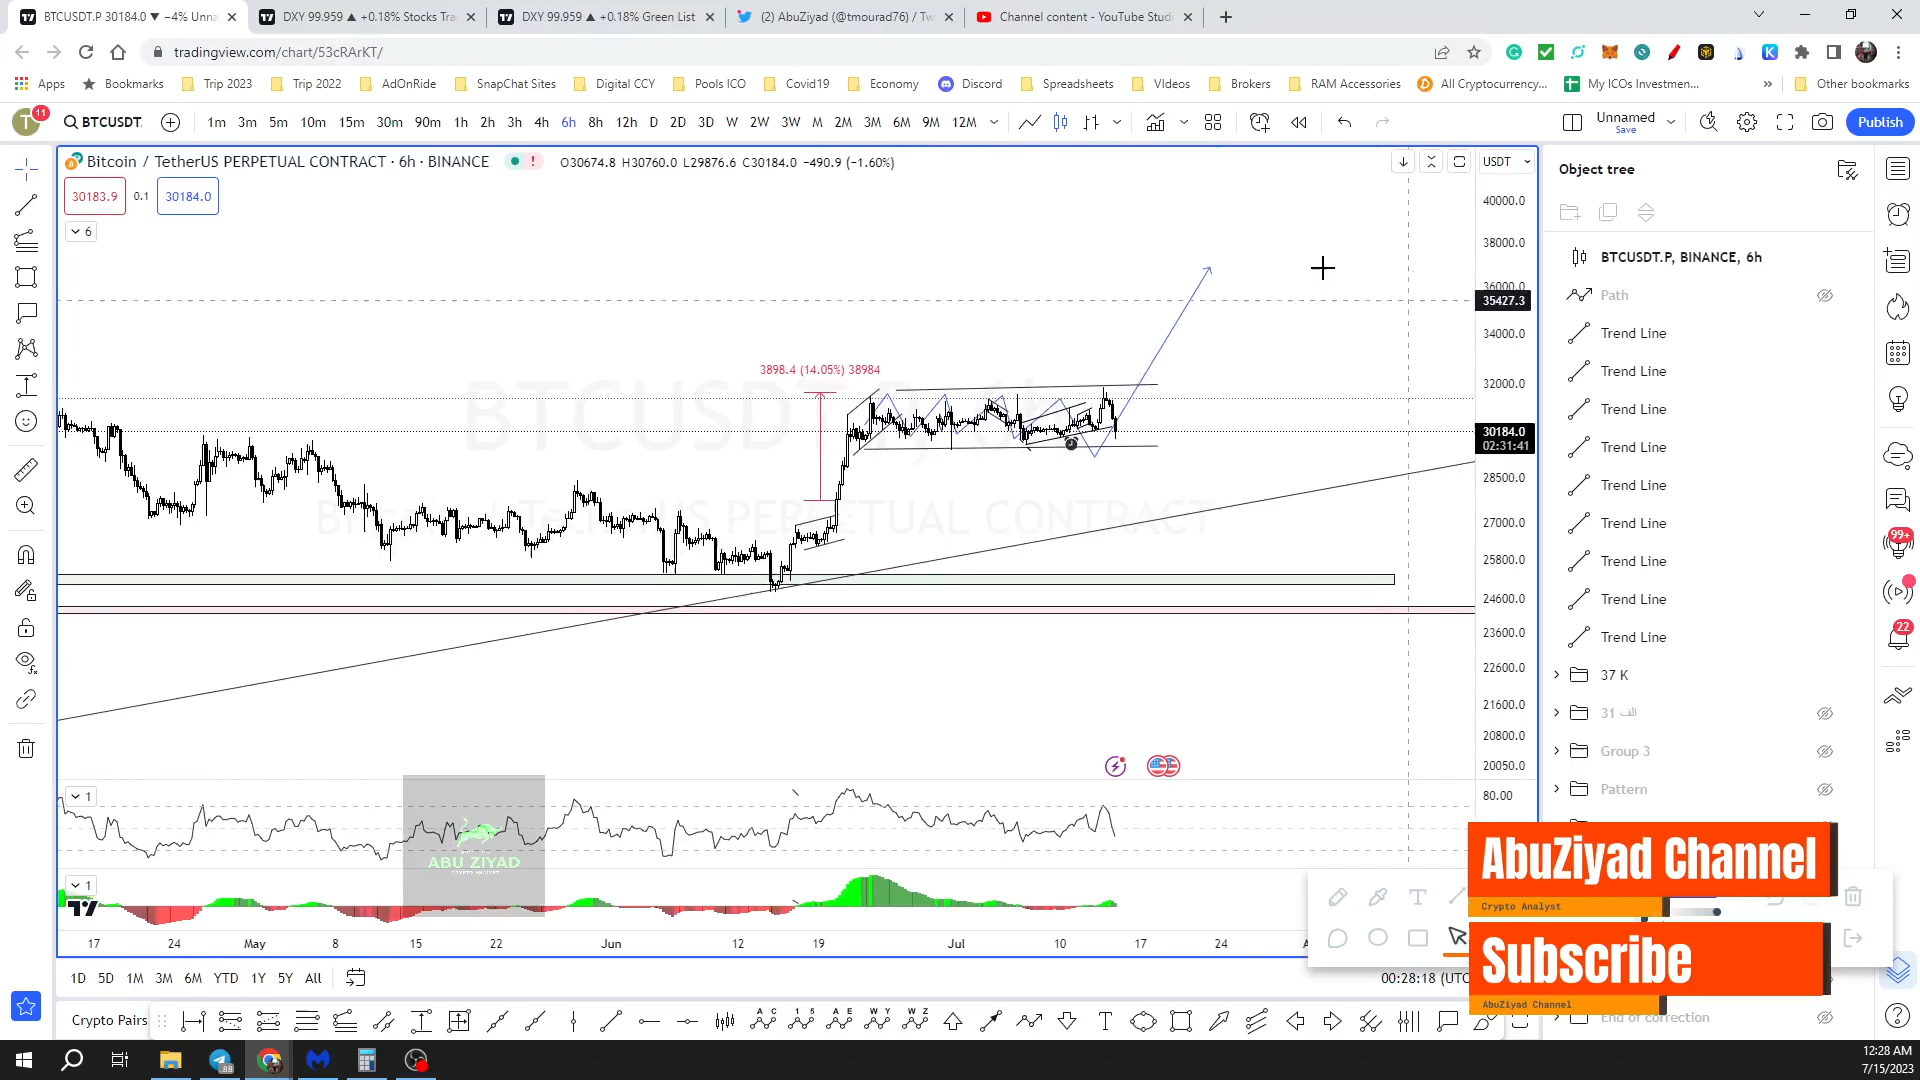 BTCUSDT.P 30184.0 ▼ −4% Unna
DXY 99.959 ▲ +0.18% Stocks Tra
DXY 99.959 ▲ +0.18% Green List
(2) AbuZiyad (@tmourad76) / Tw
Channel content - YouTube Studi
tradingview.com/chart/53cRArKT/
Apps Bookmarks Trip 2023 Trip 2022 AdOnRide SnapChat Sites Digital CCY Pools ICO Covid19 Economy Discord Spreadsheets VIdeos Brokers RAM Accessories All Cryptocurrency... My ICOs Investmen... » Other bookmarks
T 11 BTCUSDT. 1m 3m 5m 10m 15m 30m 90m 1h 2h 3h 4h 6h 8h 12h D 2D 3D W 2W 3W M 2M 3M 6M 9M 12M Unnamed Save Publish
Bitcoin / TetherUS PERPETUAL CONTRACT · 6h · BINANCE O30674.8 H30760.0 L29876.6 C30184.0 −490.9 (−1.60%)
USDT
30183.9 0.1 30184.0
6
3898.4 (14.05%) 38984
40000.0
38000.0
36000.0
35427.3
34000.0
32000.0
30184.0
02:31:41
28500.0
27000.0
25800.0
24600.0
23600.0
22600.0
21600.0
20800.0
20050.0
80.00
1
1
ABU ZIYAD
CRYPTO ANALYST
17 24 May 8 15 22 Jun 12 19 Jul 10 17 24
1D 5D 1M 3M 6M YTD 1Y 5Y All
00:28:18 (UTC
Crypto Pairs
Object tree
BTCUSDT.P, BINANCE, 6h
Path
Trend Line
Trend Line
Trend Line
Trend Line
Trend Line
Trend Line
Trend Line
Trend Line
Trend Line
37 K
31 الف
Group 3
Pattern
End of correction
99+
22
AbuZiyad Channel
Crypto Analyst
Subscribe
AbuZiyad Channel
12:28 AM
7/15/2023